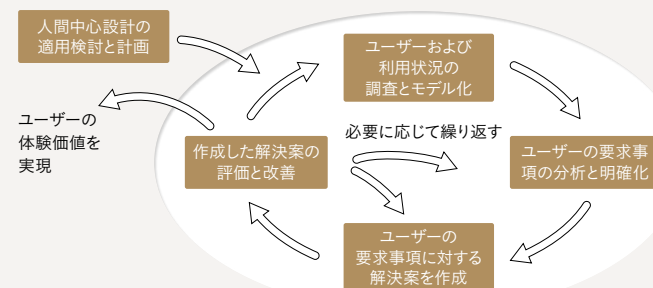 人間中心設計の
適用検討と計画
ユーザーおよび
利用状況の
調査とモデル化
ユーザーの
体験価値を
実現
必要に応じて繰り返す
作成した解決案の
評価と改善
ユーザーの要求事
項の分析と明確化
ユーザーの
要求事項に対する
解決案を作成